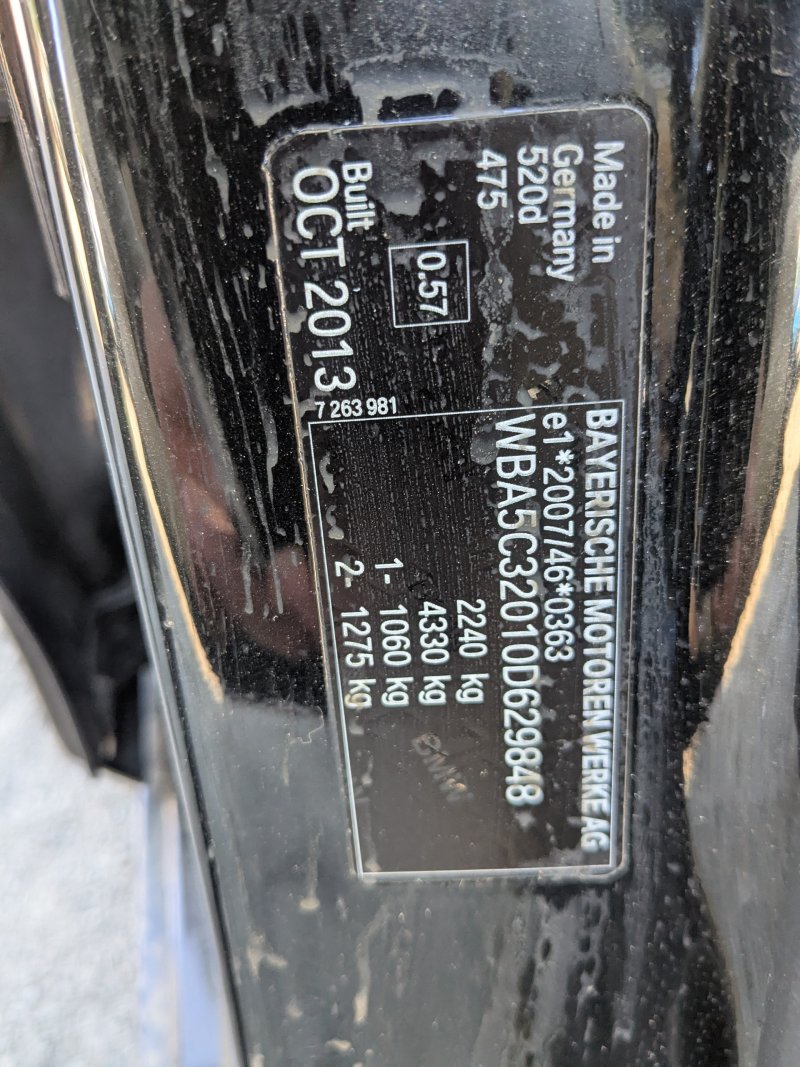 Made in
Germany
520d
475
0.57
Built
OCT 2013
7 263 981
BAYERISCHE MOTOREN WERKE AG
e1*2007/46*0363
WBA5C32010D629848
2240 kg
4330 kg
1- 1060 kg
2- 1275 kg
BMW